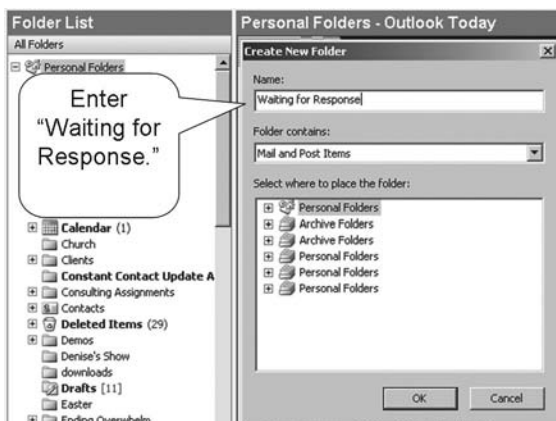 Folder List
All Folders
Personal Folders
Enter
“Waiting for
Response.”
Calendar (1)
Church
Clients
Constant Contact Update A
Consulting Assignments
Contacts
Deleted Items (29)
Demos
Denise's Show
downloads
Drafts [11]
Easter
Ending Overwhelm
Personal Folders - Outlook Today
Create New Folder
Name:
Waiting for Response
Folder contains:
Mail and Post Items
Select where to place the folder:
Personal Folders
Archive Folders
Archive Folders
Personal Folders
Personal Folders
Personal Folders
OK
Cancel